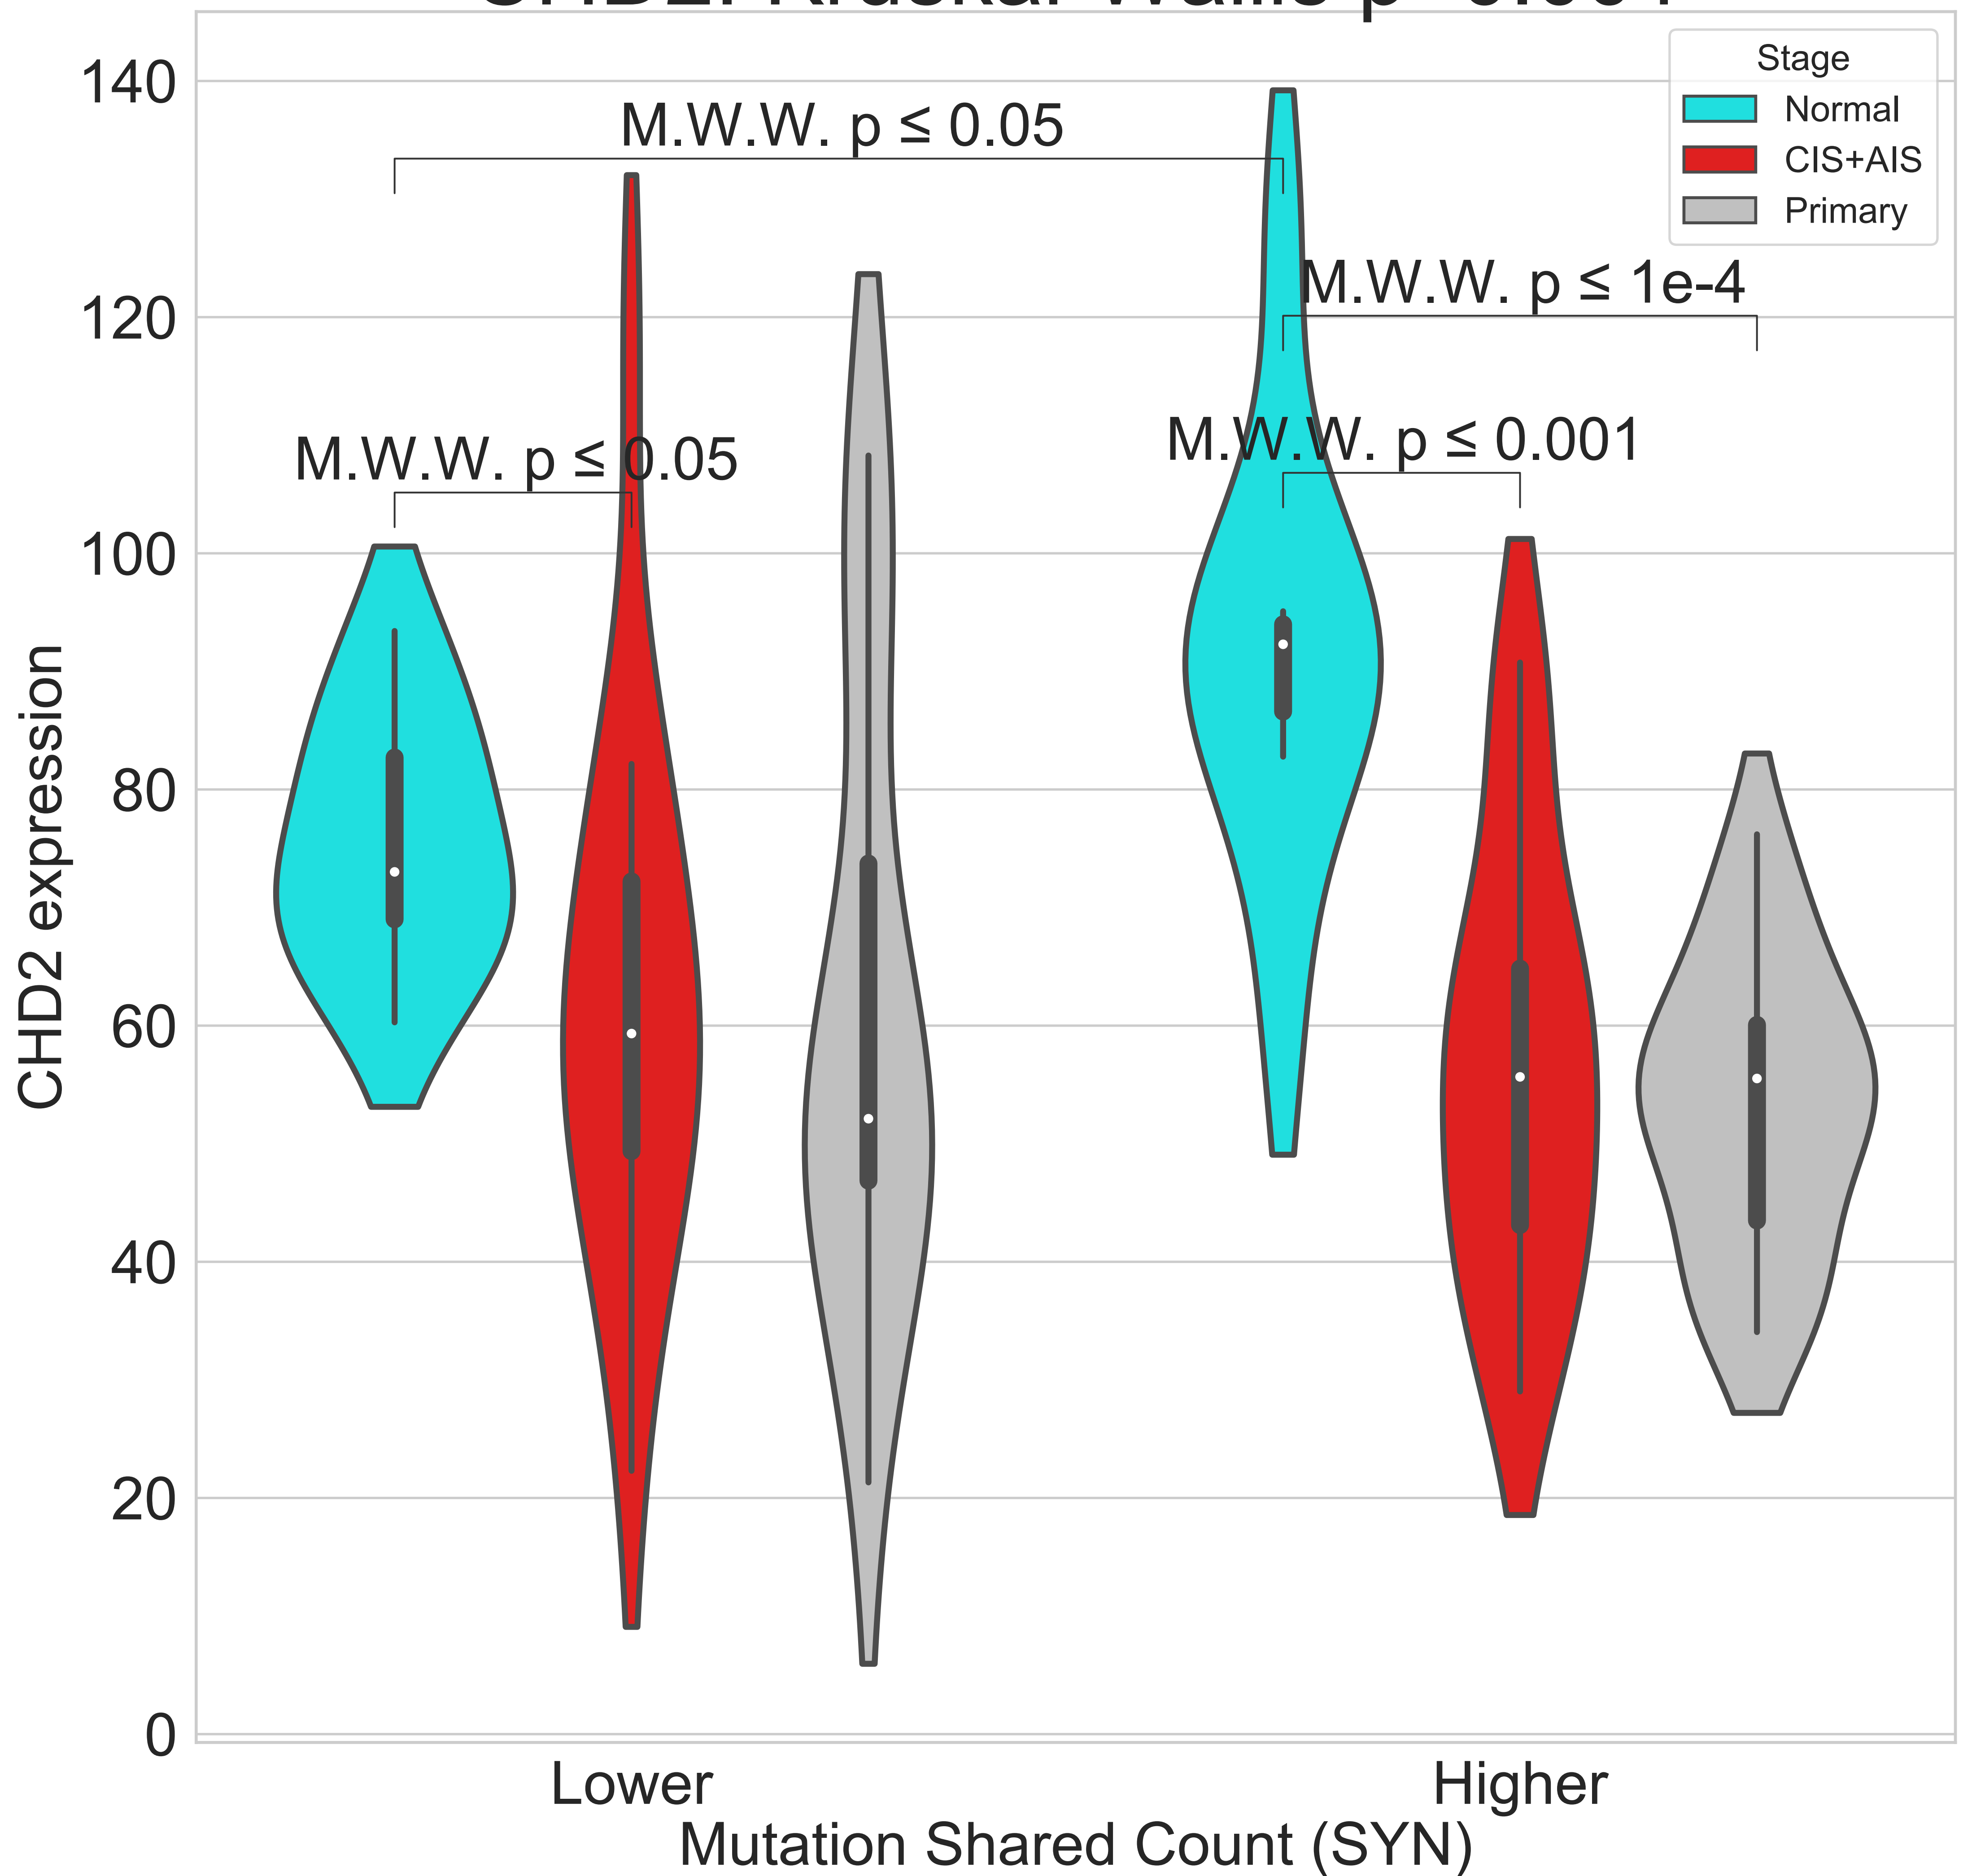 Stage
Normal
CIS+AIS
Primary
140
120
100
80
60
40
20
0
CHD2 expression
M.W.W. p ≤ 0.05
M.W.W. p ≤ 1e-4
M.W.W. p ≤ 0.001
M.W.W. p ≤ 0.05
Lower
Higher
Mutation Shared Count (SYN)